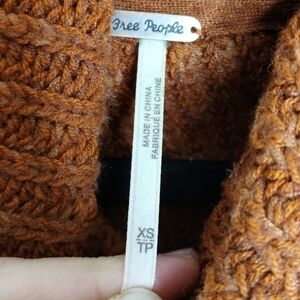 Free People
MADE IN CHINA
FABRIQUÉ EN CHINE
XS
TP